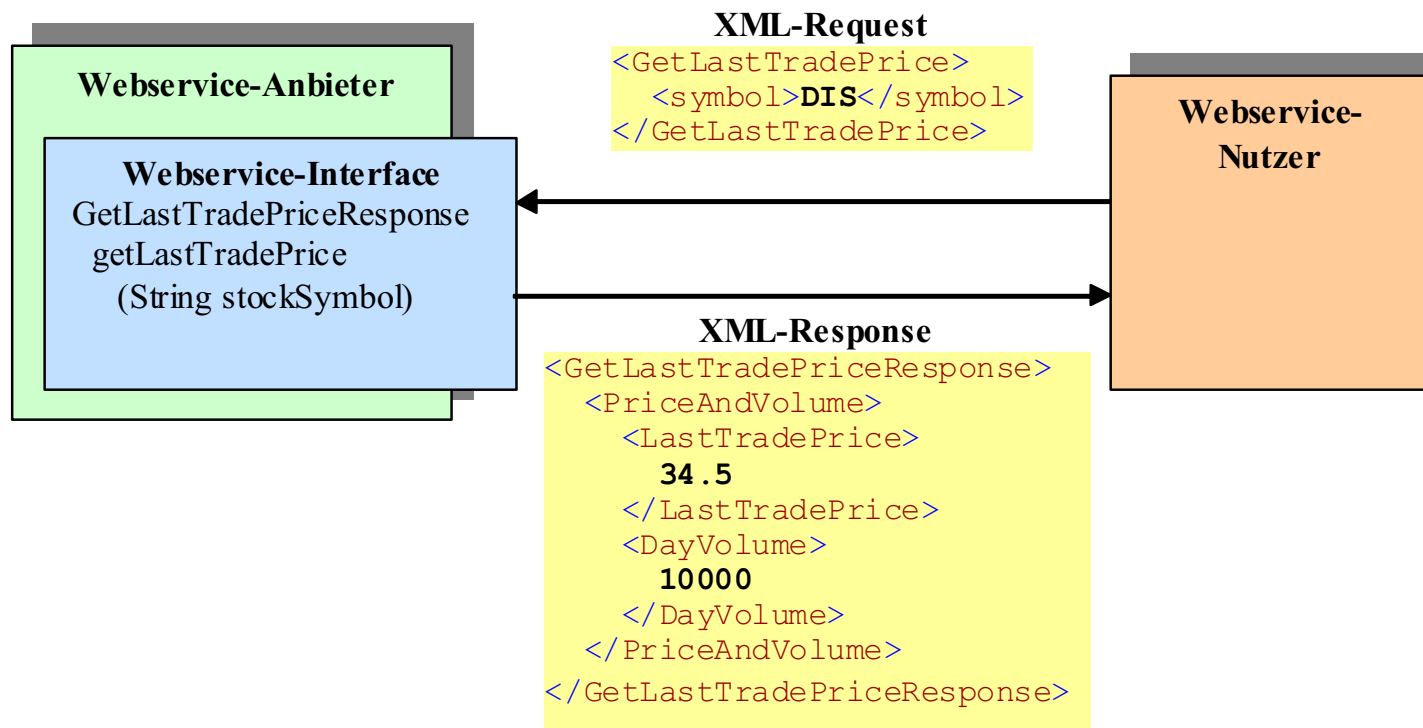 Webservice-Anbieter
Webservice-Interface
GetLastTradePriceResponse
getLastTradePrice
(String stockSymbol)
XML-Request
<GetLastTradePrice>
<symbol>DIS</symbol>
</GetLastTradePrice>
XML-Response
<GetLastTradePriceResponse>
<PriceAndVolume>
<LastTradePrice>
34.5
</LastTradePrice>
<DayVolume>
10000
</DayVolume>
</PriceAndVolume>
</GetLastTradePriceResponse>
Webservice-
Nutzer